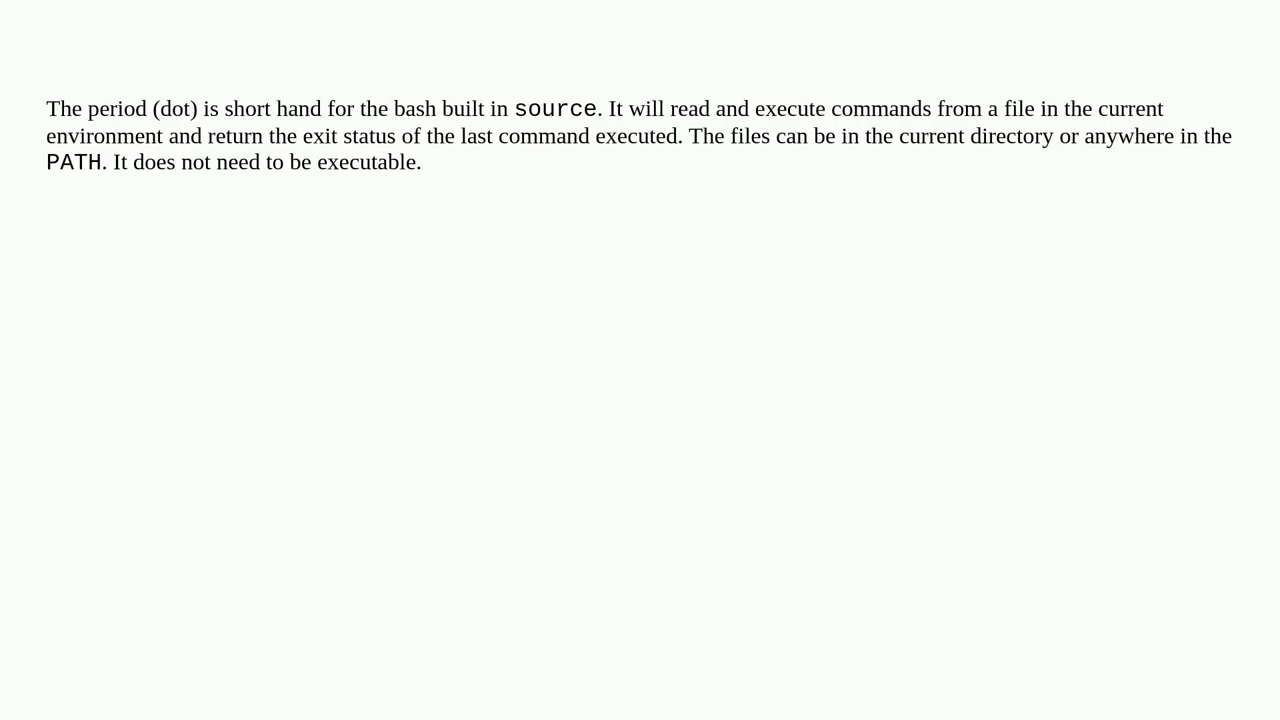 The period (dot) is short hand for the bash built in source. It will read and execute commands from a file in the current
environment and return the exit status of the last command executed. The files can be in the current directory or anywhere in the
PATH. It does not need to be executable.